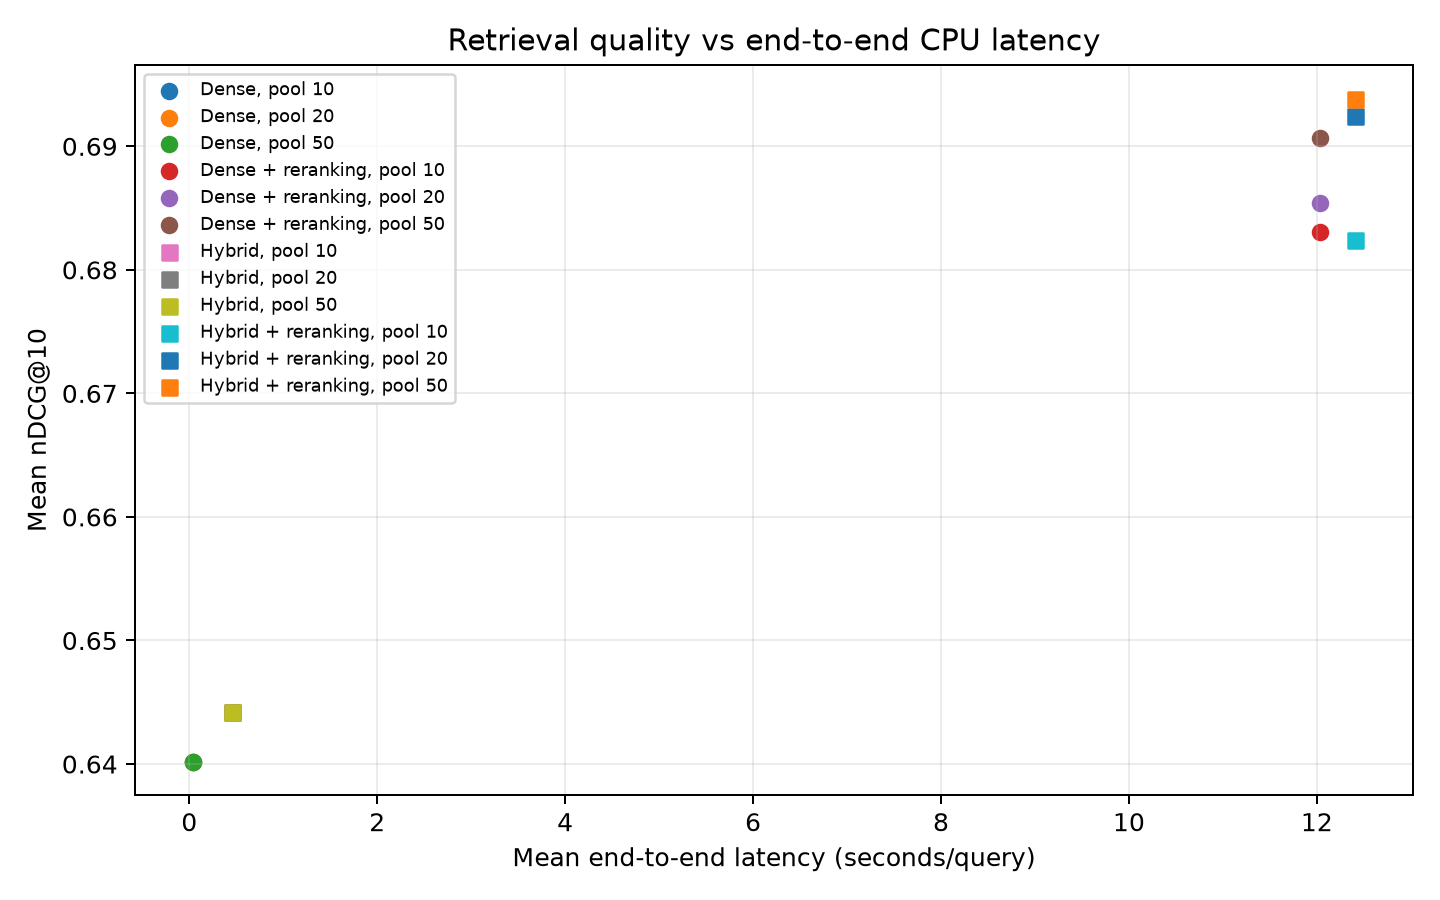 Retrieval quality vs end-to-end CPU latency
Dense, pool 10
Dense, pool 20
Dense, pool 50
Dense + reranking, pool 10
Dense + reranking, pool 20
Dense + reranking, pool 50
Hybrid, pool 10
Hybrid, pool 20
Hybrid, pool 50
Hybrid + reranking, pool 10
Hybrid + reranking, pool 20
Hybrid + reranking, pool 50
Mean nDCG@10
0.69
0.68
0.67
0.66
0.65
0.64
0 2 4 6 8 10 12
Mean end-to-end latency (seconds/query)